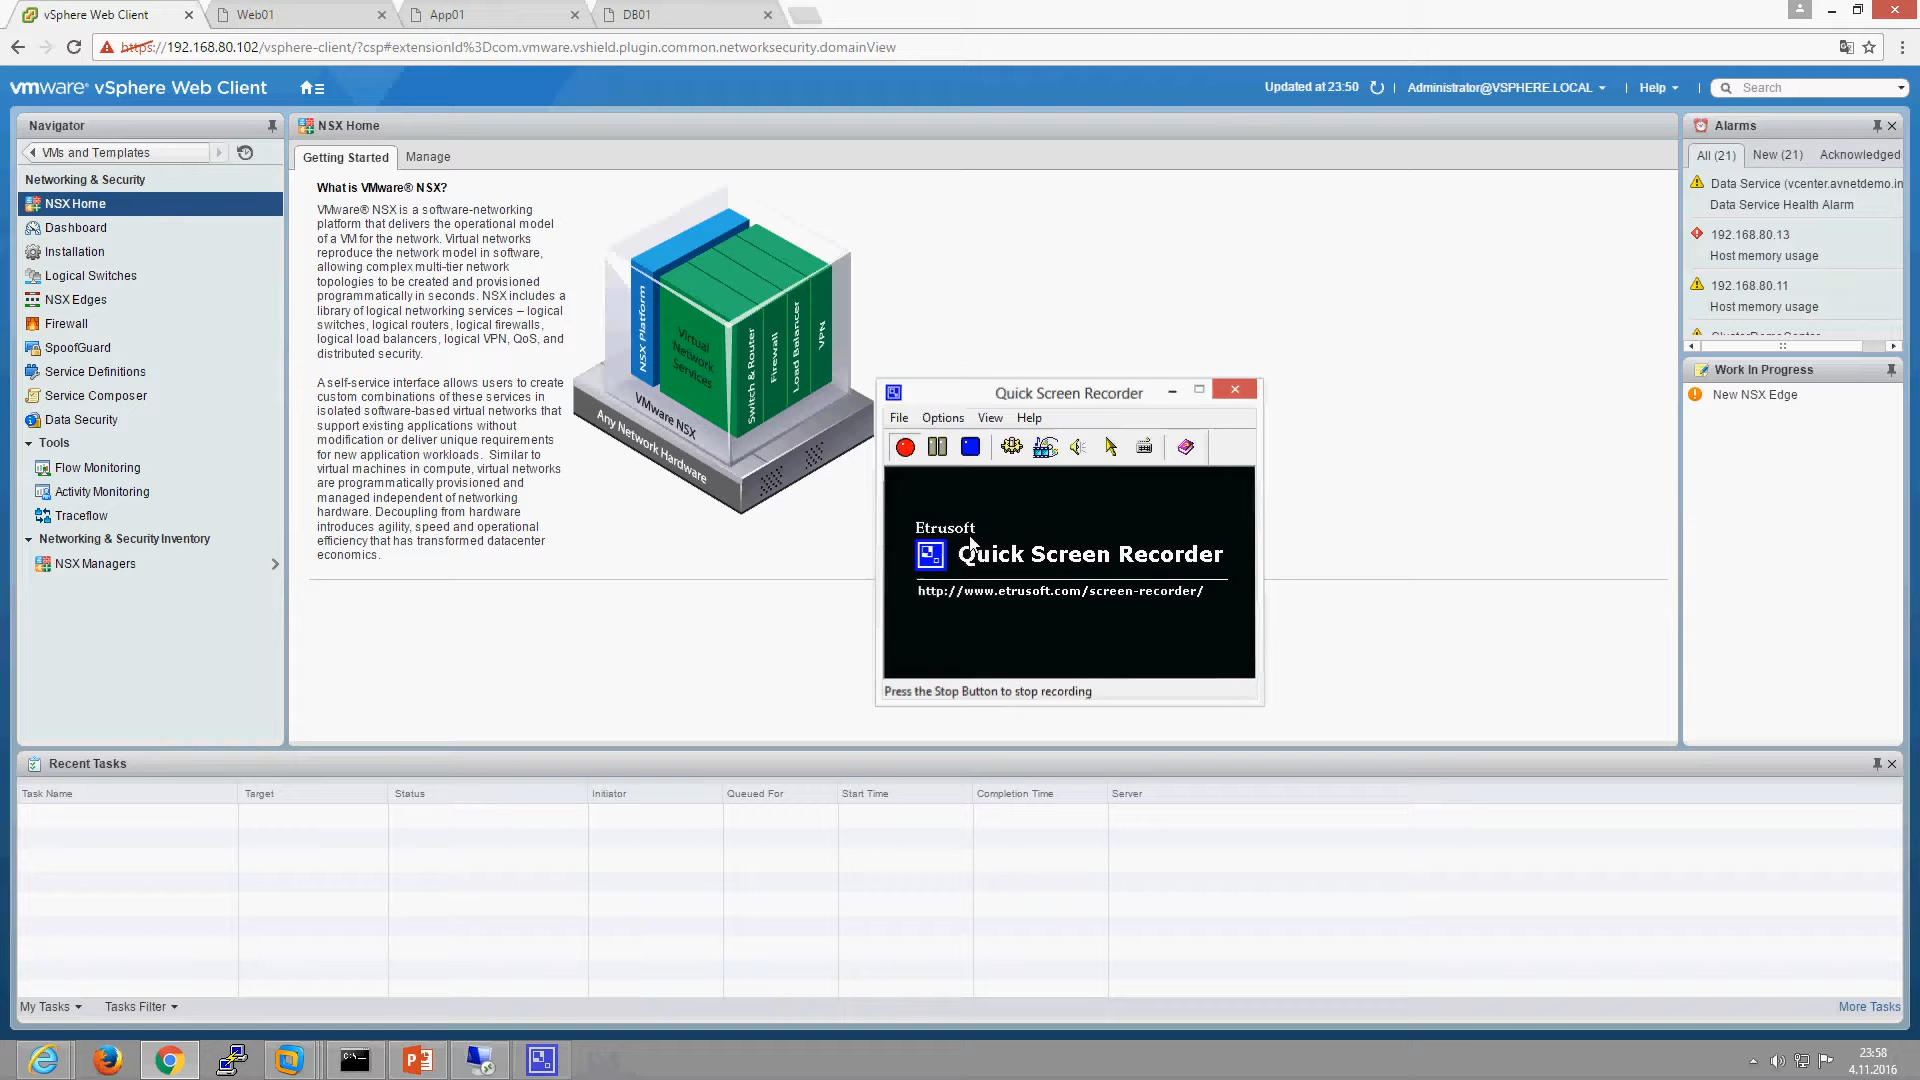 vSphere Web Client
Web01
App01
DB01
https://192.168.80.102/vsphere-client/?csp#extensionId%3Dcom.vmware.vshield.plugin.common.networksecurity.domainView
vmware® vSphere Web Client
Updated at 23:50
Administrator@VSPHERE.LOCAL
Help
Search
Navigator
VMs and Templates
Networking & Security
NSX Home
Dashboard
Installation
Logical Switches
NSX Edges
Firewall
SpoofGuard
Service Definitions
Service Composer
Data Security
Tools
Flow Monitoring
Activity Monitoring
Traceflow
Networking & Security Inventory
NSX Managers
NSX Home
Getting Started
Manage
What is VMware® NSX?
VMware® NSX is a software-networking
platform that delivers the operational model
of a VM for the network. Virtual networks
reproduce the network model in software,
allowing complex multi-tier network
topologies to be created and provisioned
programmatically in seconds. NSX includes a
library of logical networking services – logical
switches, logical routers, logical firewalls,
logical load balancers, logical VPN, QoS, and
distributed security.
A self-service interface allows users to create
custom combinations of these services in
isolated software-based virtual networks that
support existing applications without
modification or deliver unique requirements
for new application workloads. Similar to
virtual machines in compute, virtual networks
are programmatically provisioned and
managed independent of networking
hardware. Decoupling from hardware
introduces agility, speed and operational
efficiency that has transformed datacenter
economics.
NSX Platform
Virtual
Network
Services
Switch & Router
Firewall
Load Balancer
VPN
VMware NSX
Any Network Hardware
Quick Screen Recorder
File
Options
View
Help
Etrusoft
Quick Screen Recorder
http://www.etrusoft.com/screen-recorder/
Press the Stop Button to stop recording
Alarms
All (21)
New (21)
Acknowledged
Data Service (vcenter.avnetdemo.in
Data Service Health Alarm
192.168.80.13
Host memory usage
192.168.80.11
Host memory usage
Work In Progress
New NSX Edge
Recent Tasks
Task Name
Target
Status
Initiator
Queued For
Start Time
Completion Time
Server
My Tasks
Tasks Filter
More Tasks
23:58
4.11.2016